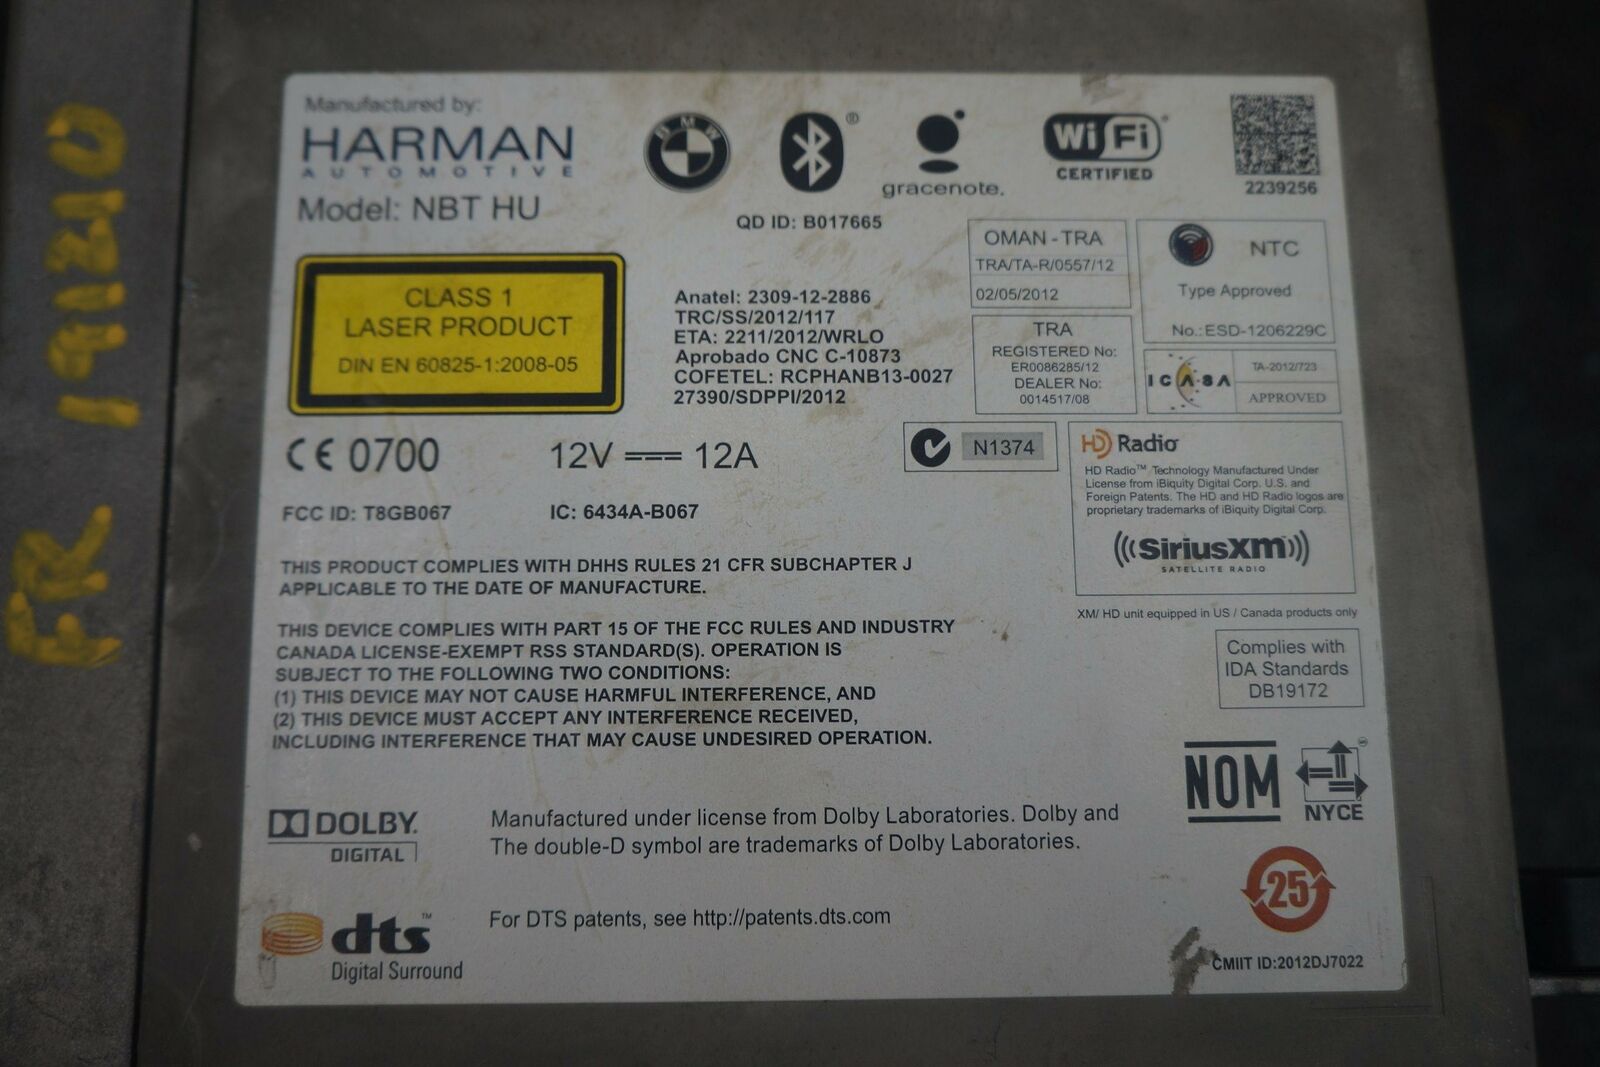 FR 191210
Manufactured by:
HARMAN
AUTOMOTIVE
Model: NBT HU
BMW
®
gracenote.
Wi Fi
CERTIFIED
2239256
QD ID: B017665
CLASS 1
LASER PRODUCT
DIN EN 60825-1:2008-05
Anatel: 2309-12-2886
TRC/SS/2012/117
ETA: 2211/2012/WRLO
Aprobado CNC C-10873
COFETEL: RCPHANB13-0027
27390/SDPPI/2012
OMAN - TRA
TRA/TA-R/0557/12
02/05/2012
NTC
Type Approved
No.:ESD-1206229C
TRA
REGISTERED No:
ER0086285/12
DEALER No:
0014517/08
ICASA
TA-2012/723
APPROVED
CE 0700
12V ⎓ 12A
N1374
FCC ID: T8GB067
IC: 6434A-B067
HD Radio
HD Radio™ Technology Manufactured Under
License from iBiquity Digital Corp. U.S. and
Foreign Patents. The HD and HD Radio logos are
proprietary trademarks of iBiquity Digital Corp.
SiriusXM
SATELLITE RADIO
XM/ HD unit equipped in US / Canada products only
THIS PRODUCT COMPLIES WITH DHHS RULES 21 CFR SUBCHAPTER J
APPLICABLE TO THE DATE OF MANUFACTURE.
THIS DEVICE COMPLIES WITH PART 15 OF THE FCC RULES AND INDUSTRY
CANADA LICENSE-EXEMPT RSS STANDARD(S). OPERATION IS
SUBJECT TO THE FOLLOWING TWO CONDITIONS:
(1) THIS DEVICE MAY NOT CAUSE HARMFUL INTERFERENCE, AND
(2) THIS DEVICE MUST ACCEPT ANY INTERFERENCE RECEIVED,
INCLUDING INTERFERENCE THAT MAY CAUSE UNDESIRED OPERATION.
Complies with
IDA Standards
DB19172
NOM
NYCE
DOLBY.
DIGITAL
Manufactured under license from Dolby Laboratories. Dolby and
The double-D symbol are trademarks of Dolby Laboratories.
25
dts™
Digital Surround
For DTS patents, see http://patents.dts.com
CMIIT ID:2012DJ7022